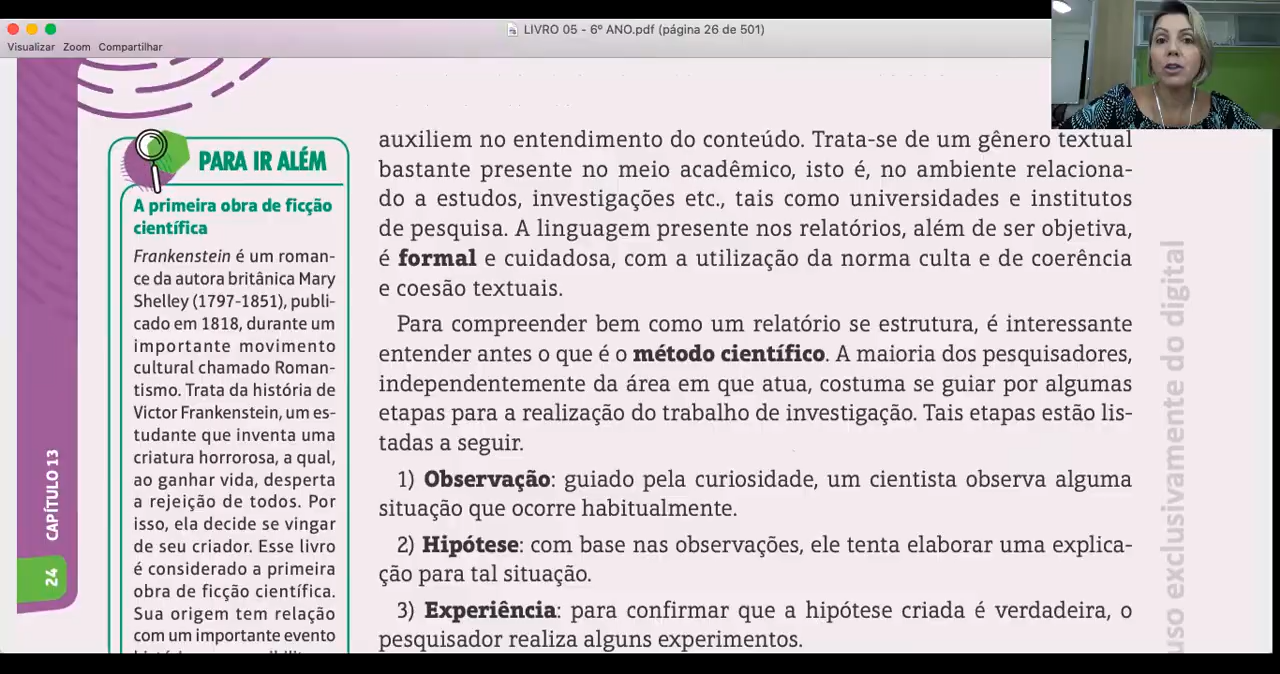 LIVRO 05 - 6º ANO.pdf (página 26 de 501)
Visualizar Zoom Compartilhar
auxiliem no entendimento do conteúdo. Trata-se de um gênero textual
bastante presente no meio acadêmico, isto é, no ambiente relaciona-
do a estudos, investigações etc., tais como universidades e institutos
de pesquisa. A linguagem presente nos relatórios, além de ser objetiva,
é formal e cuidadosa, com a utilização da norma culta e de coerência
e coesão textuais.
Para compreender bem como um relatório se estrutura, é interessante
entender antes o que é o método científico. A maioria dos pesquisadores,
independentemente da área em que atua, costuma se guiar por algumas
etapas para a realização do trabalho de investigação. Tais etapas estão lis-
tadas a seguir.
1) Observação: guiado pela curiosidade, um cientista observa alguma
situação que ocorre habitualmente.
2) Hipótese: com base nas observações, ele tenta elaborar uma explica-
ção para tal situação.
3) Experiência: para confirmar que a hipótese criada é verdadeira, o
pesquisador realiza alguns experimentos.
PARA IR ALÉM
A primeira obra de ficção
científica
Frankenstein é um roman-
ce da autora britânica Mary
Shelley (1797-1851), publi-
cado em 1818, durante um
importante movimento
cultural chamado Roman-
tismo. Trata da história de
Victor Frankenstein, um es-
tudante que inventa uma
criatura horrorosa, a qual,
ao ganhar vida, desperta
a rejeição de todos. Por
isso, ela decide se vingar
de seu criador. Esse livro
é considerado a primeira
obra de ficção científica.
Sua origem tem relação
com um importante evento
CAPÍTULO 13
24
uso exclusivamente do digital